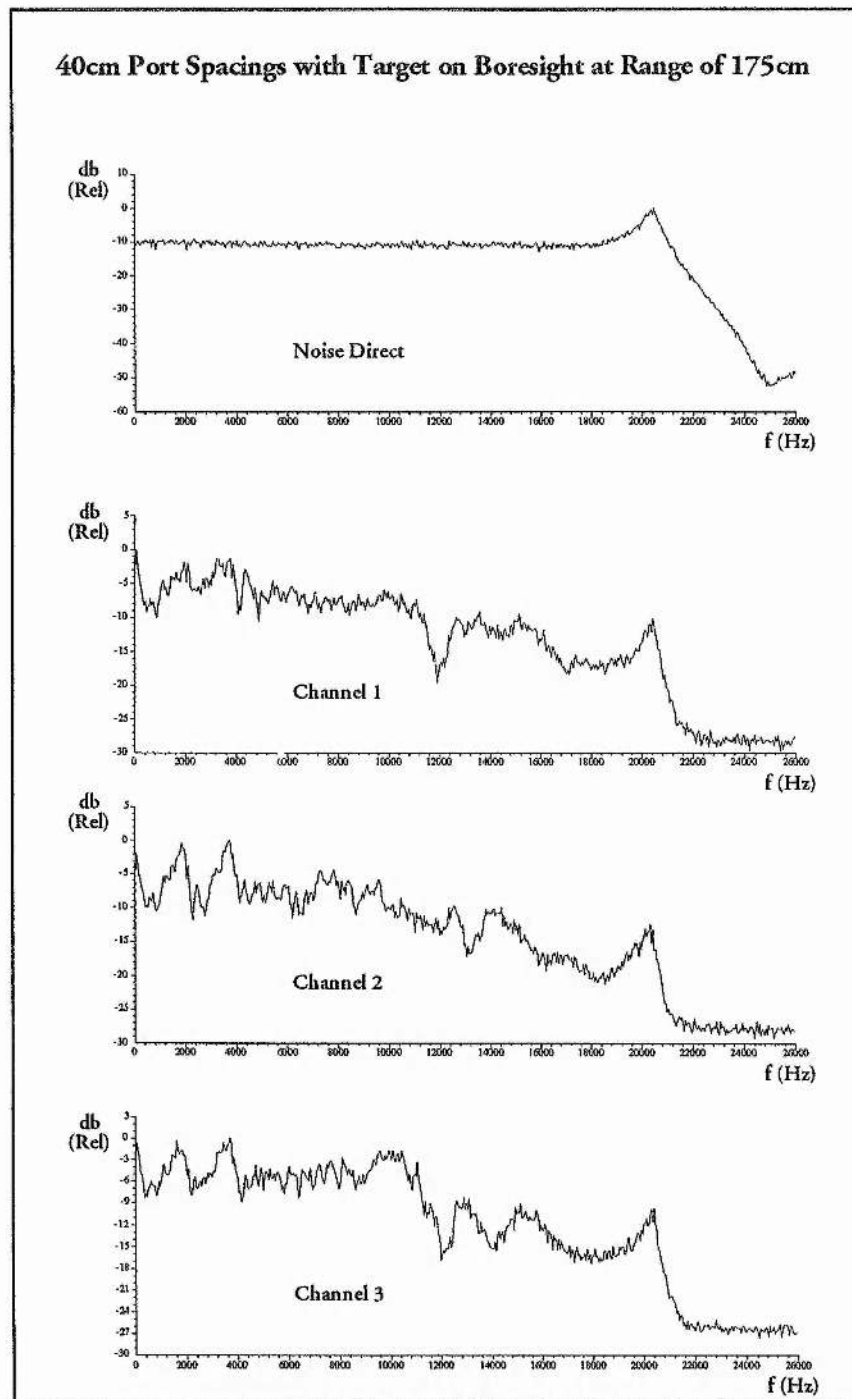 40cm Port Spacings with Target on Boresight at Range of 175cm
db
(Rel)
10
0
-10
-20
-30
-40
-50
-60
Noise Direct
0 2000 4000 6000 8000 10000 12000 14000 16000 18000 20000 22000 24000 26000
f (Hz)
db
(Rel)
5
0
-5
-10
-15
-20
-25
-30
Channel 1
0 2000 4000 6000 8000 10000 12000 14000 16000 18000 20000 22000 24000 26000
f (Hz)
db
(Rel)
5
0
-5
-10
-15
-20
-25
-30
Channel 2
0 2000 4000 6000 8000 10000 12000 14000 16000 18000 20000 22000 24000 26000
f (Hz)
db
(Rel)
3
0
-3
-6
-9
-12
-15
-18
-21
-24
-27
-30
Channel 3
0 2000 4000 6000 8000 10000 12000 14000 16000 18000 20000 22000 24000 26000
f (Hz)